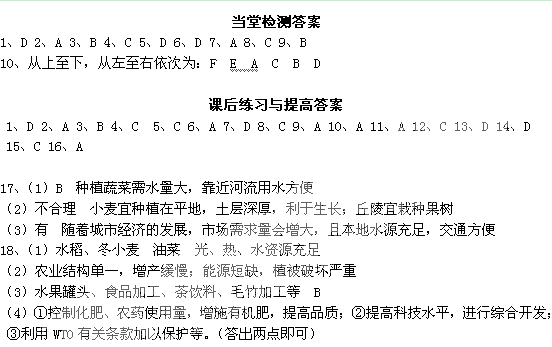 当堂检测答案
1、D 2、A 3、B 4、C 5、D 6、D 7、A 8、C 9、B
10、从上至下，从左至右依次为：F E A C B D
课后练习与提高答案
1、D 2、A 3、B 4、C 5、C 6、A 7、D 8、C 9、A 10、A 11、A 12、C 13、D 14、D
15、C 16、A
17、（1）B 种植蔬菜需水量大，靠近河流用水方便
（2）不合理 小麦宜种植在平地，土层深厚，利于生长；丘陵宜栽种果树
（3）有 随着城市经济的发展，市场需求量会增大，且本地水源充足，交通方便
18、（1）水稻、冬小麦 油菜 光、热、水资源充足
（2）农业结构单一，增产缓慢；能源短缺，植被破坏严重
（3）水果罐头、食品加工、茶饮料、毛竹加工等 B
（4）①控制化肥、农药使用量，增施有机肥，提高品质；②提高科技水平，进行综合开发；
③利用WTO有关条款加以保护等。（答出两点即可）